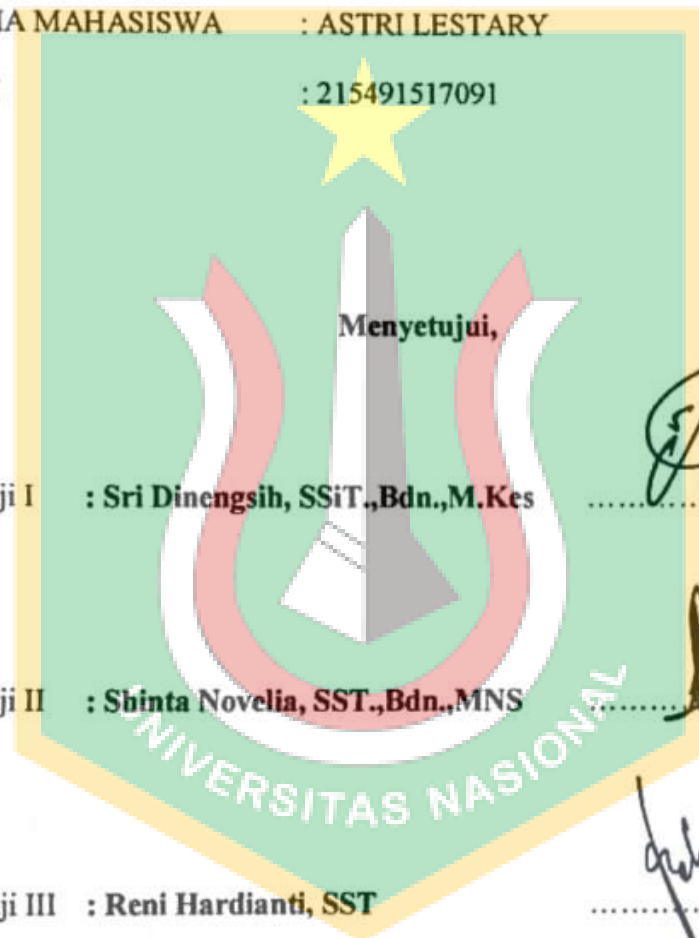 MA MAHASISWA : ASTRI LESTARY
: 215491517091
Menyetujui,
ji I : Sri Dinengsih, SSiT.,Bdn.,M.Kes ..........
ji II : Shinta Novelia, SST.,Bdn.,MNS ..........
UNIVERSITAS NASIONAL
ji III : Reni Hardianti, SST ..........